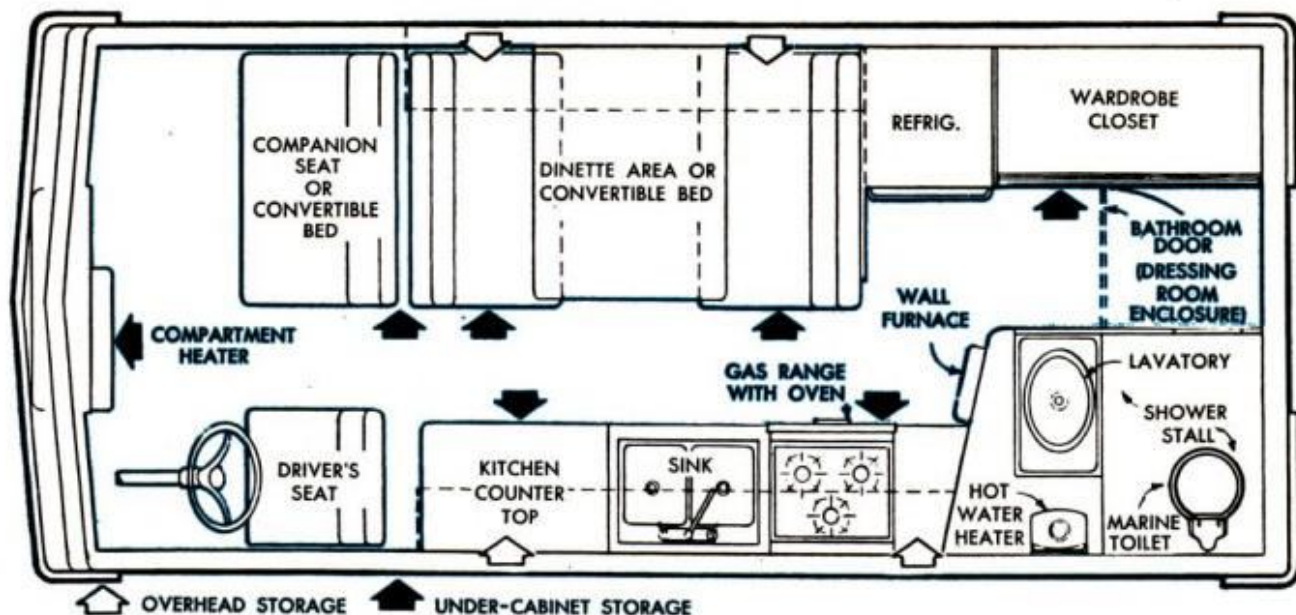 COMPANION
SEAT
OR
CONVERTIBLE
BED
DINETTE AREA OR
CONVERTIBLE BED
REFRIG.
WARDROBE
CLOSET
BATHROOM
DOOR
(DRESSING
ROOM
ENCLOSURE)
WALL
FURNACE
COMPARTMENT
HEATER
GAS RANGE
WITH OVEN
LAVATORY
SHOWER
STALL
DRIVER'S
SEAT
KITCHEN
COUNTER
TOP
SINK
HOT
WATER
HEATER
MARINE
TOILET
OVERHEAD STORAGE
UNDER-CABINET STORAGE